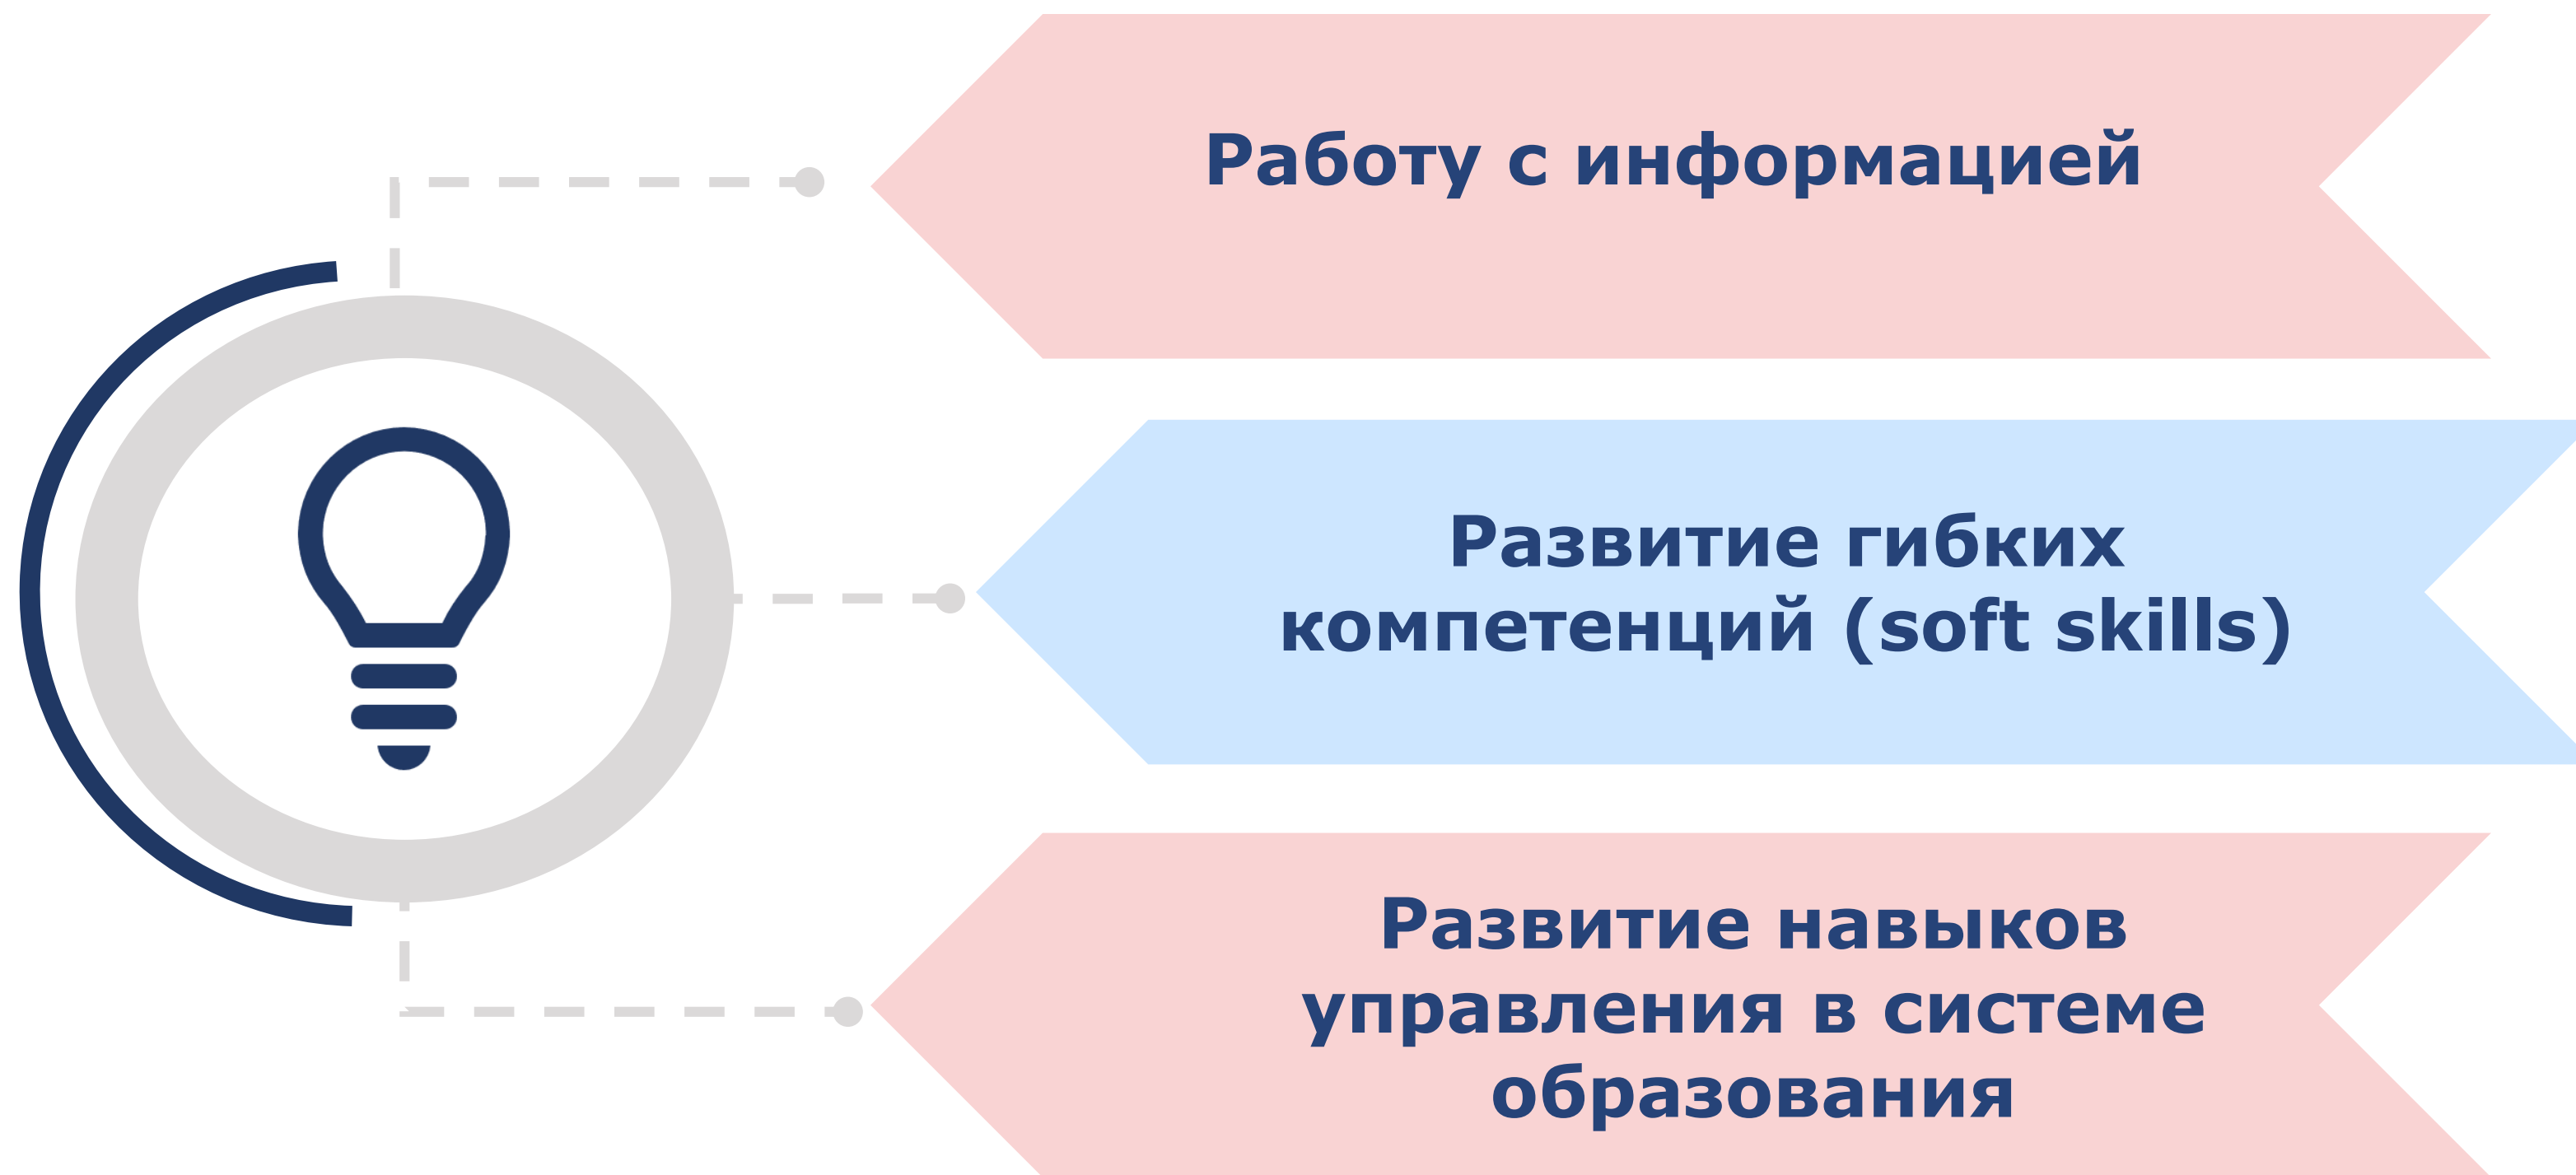 Работу с информацией
Развитие гибких
компетенций (soft skills)
Развитие навыков
управления в системе
образования